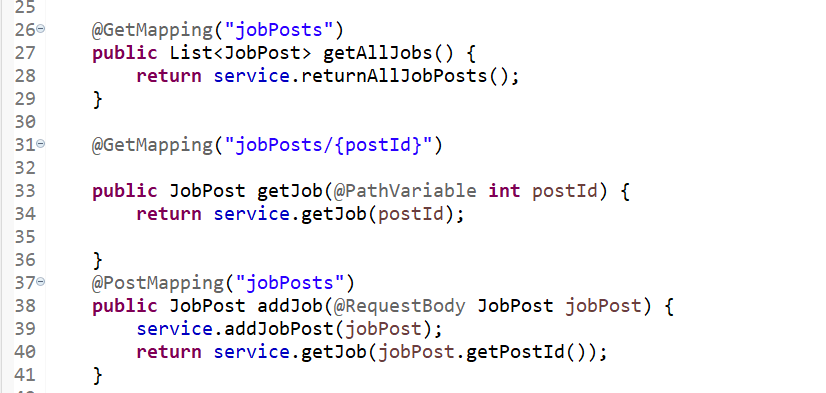 25
26 @GetMapping("jobPosts")
27 public List<JobPost> getAllJobs() {
28 return service.returnAllJobPosts();
29 }
30
31 @GetMapping("jobPosts/{postId}")
32
33 public JobPost getJob(@PathVariable int postId) {
34 return service.getJob(postId);
35
36 }
37 @PostMapping("jobPosts")
38 public JobPost addJob(@RequestBody JobPost jobPost) {
39 service.addJobPost(jobPost);
40 return service.getJob(jobPost.getPostId());
41 }